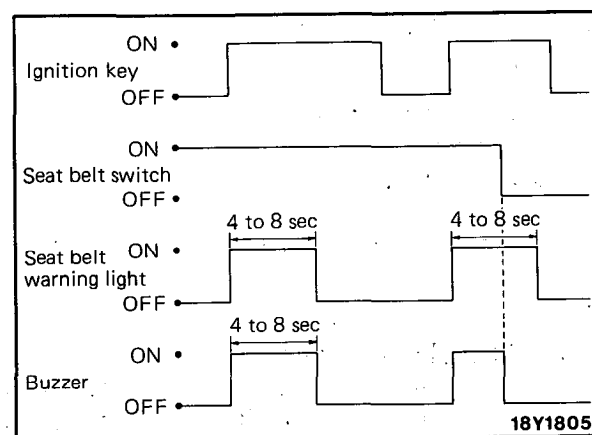 ON
Ignition key
OFF
ON
Seat belt switch
OFF
4 to 8 sec 4 to 8 sec
ON
Seat belt
warning light
OFF
4 to 8 sec
ON
Buzzer
OFF
18Y1805